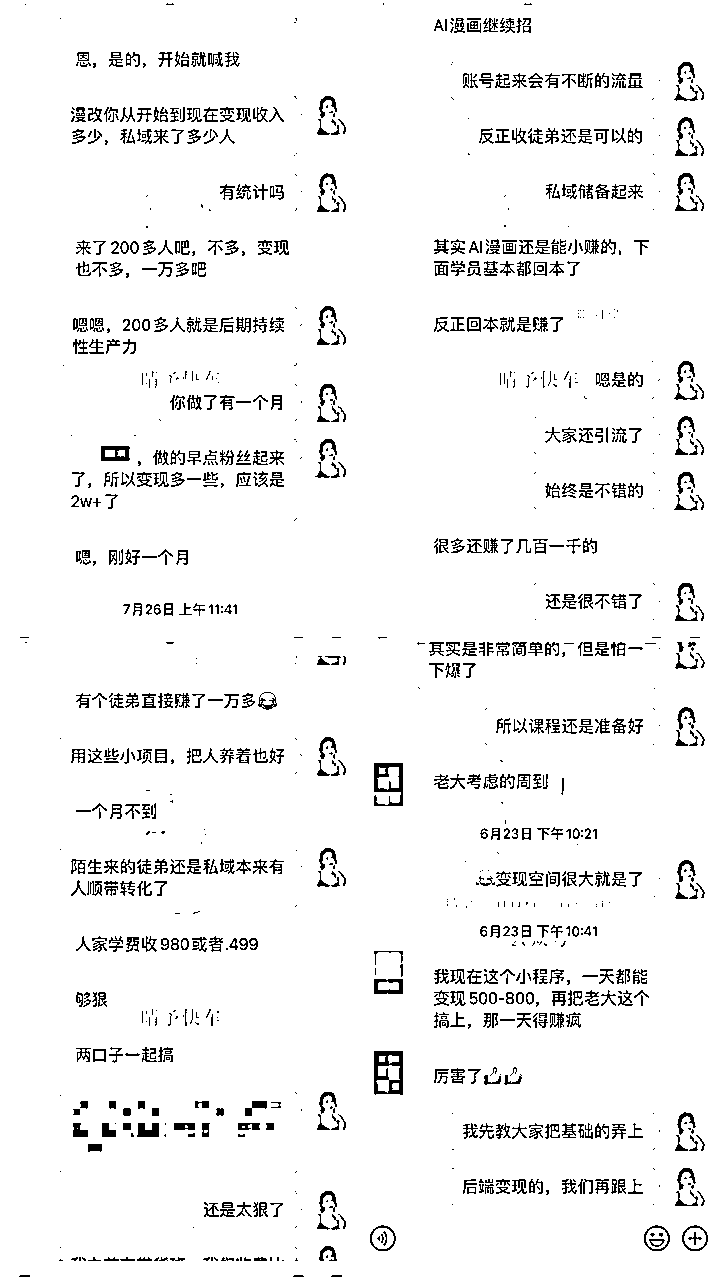 恩，是的，开始就喊我
漫改你从开始到现在变现收入
多少，私域来了多少人
有统计吗
来了200多人吧，不多，变现
也不多，一万多吧
嗯嗯，200多人就是后期持续
性生产力
晴予快车
你做了有一个月
，做的早点粉丝起来
了，所以变现多一些，应该是
2w+了
嗯，刚好一个月
7月26日 上午11:41
AI漫画继续招
账号起来会有不断的流量
反正收徒弟还是可以的
私域储备起来
其实AI漫画还是能小赚的，下
面学员基本都回本了
反正回本就是赚了
晴予快车
嗯是的
大家还引流了
始终是不错的
很多还赚了几百一千的
还是很不错了
有个徒弟直接赚了一万多😂
用这些小项目，把人养着也好
一个月不到
陌生来的徒弟还是私域本来有
人顺带转化了
人家学费收980或者.499
够狠
晴予快车
两口子一起搞
还是太狠了
其实是非常简单的，但是怕一
下爆了
所以课程还是准备好
老大考虑的周到
6月23日 下午10:21
😂变现空间很大就是了
6月23日 下午10:41
我现在这个小程序，一天都能
变现500-800，再把老大这个
搞上，那一天得赚疯
厉害了👍👍
我先教大家把基础的弄上
后端变现的，我们再跟上